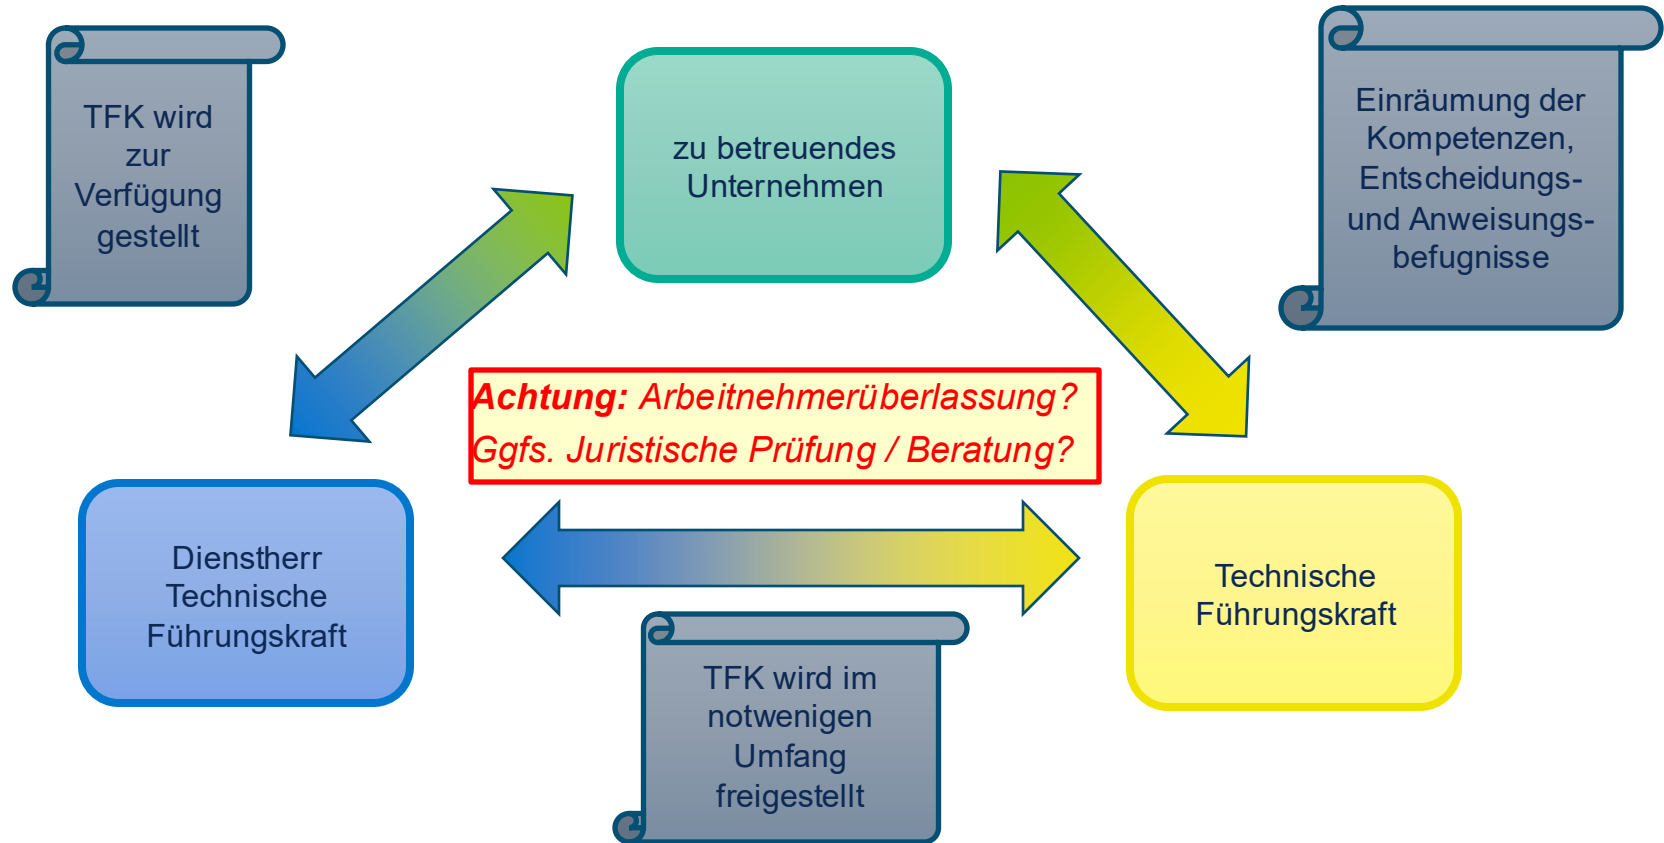 TFK wird
zur
Verfügung
gestellt
zu betreuendes
Unternehmen
Einräumung der
Kompetenzen,
Entscheidungs-
und Anweisungs-
befugnisse
Achtung: Arbeitnehmerüberlassung?
Ggfs. Juristische Prüfung / Beratung?
Dienstherr
Technische
Führungskraft
Technische
Führungskraft
TFK wird im
notwenigen
Umfang
freigestellt